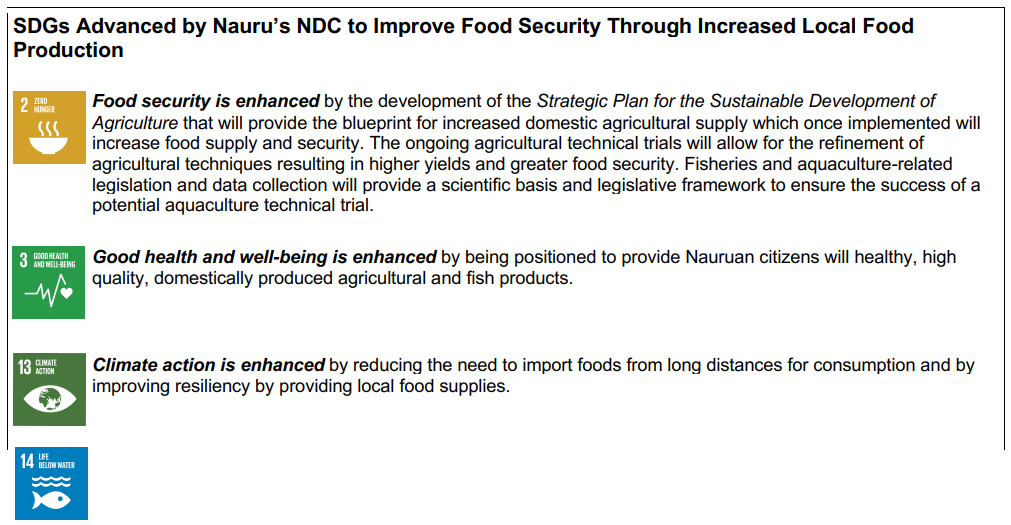 SDGs Advanced by Nauru’s NDC to Improve Food Security Through Increased Local Food
Production
2 ZERO
HUNGER
Food security is enhanced by the development of the Strategic Plan for the Sustainable Development of
Agriculture that will provide the blueprint for increased domestic agricultural supply which once implemented will
increase food supply and security. The ongoing agricultural technical trials will allow for the refinement of
agricultural techniques resulting in higher yields and greater food security. Fisheries and aquaculture-related
legislation and data collection will provide a scientific basis and legislative framework to ensure the success of a
potential aquaculture technical trial.
3 GOOD HEALTH
AND WELL-BEING
Good health and well-being is enhanced by being positioned to provide Nauruan citizens will healthy, high
quality, domestically produced agricultural and fish products.
13 CLIMATE
ACTION
Climate action is enhanced by reducing the need to import foods from long distances for consumption and by
improving resiliency by providing local food supplies.
14 LIFE
BELOW WATER